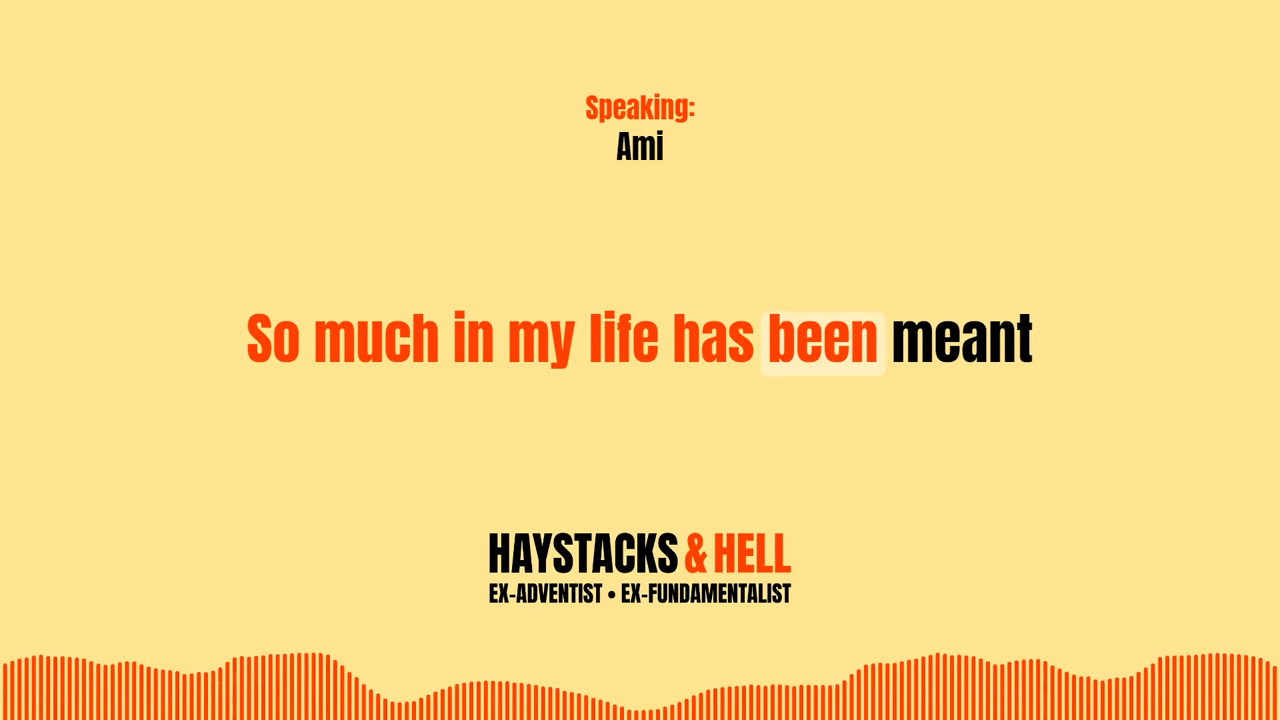 Speaking:
Ami
So much in my life has been meant
HAYSTACKS & HELL
EX-ADVENTIST • EX-FUNDAMENTALIST